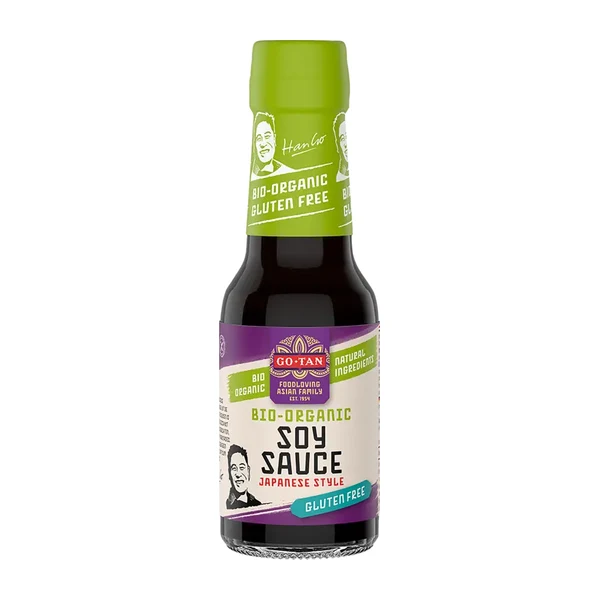 HanGo
BIO-ORGANIC
GLUTEN FREE
BIO
ORGANIC
NATURAL
INGREDIENTS
GO-TAN
FOODLOVING
ASIAN FAMILY
EST. 1954
BIO-ORGANIC
SOY
SAUCE
JAPANESE STYLE
GLUTEN FREE